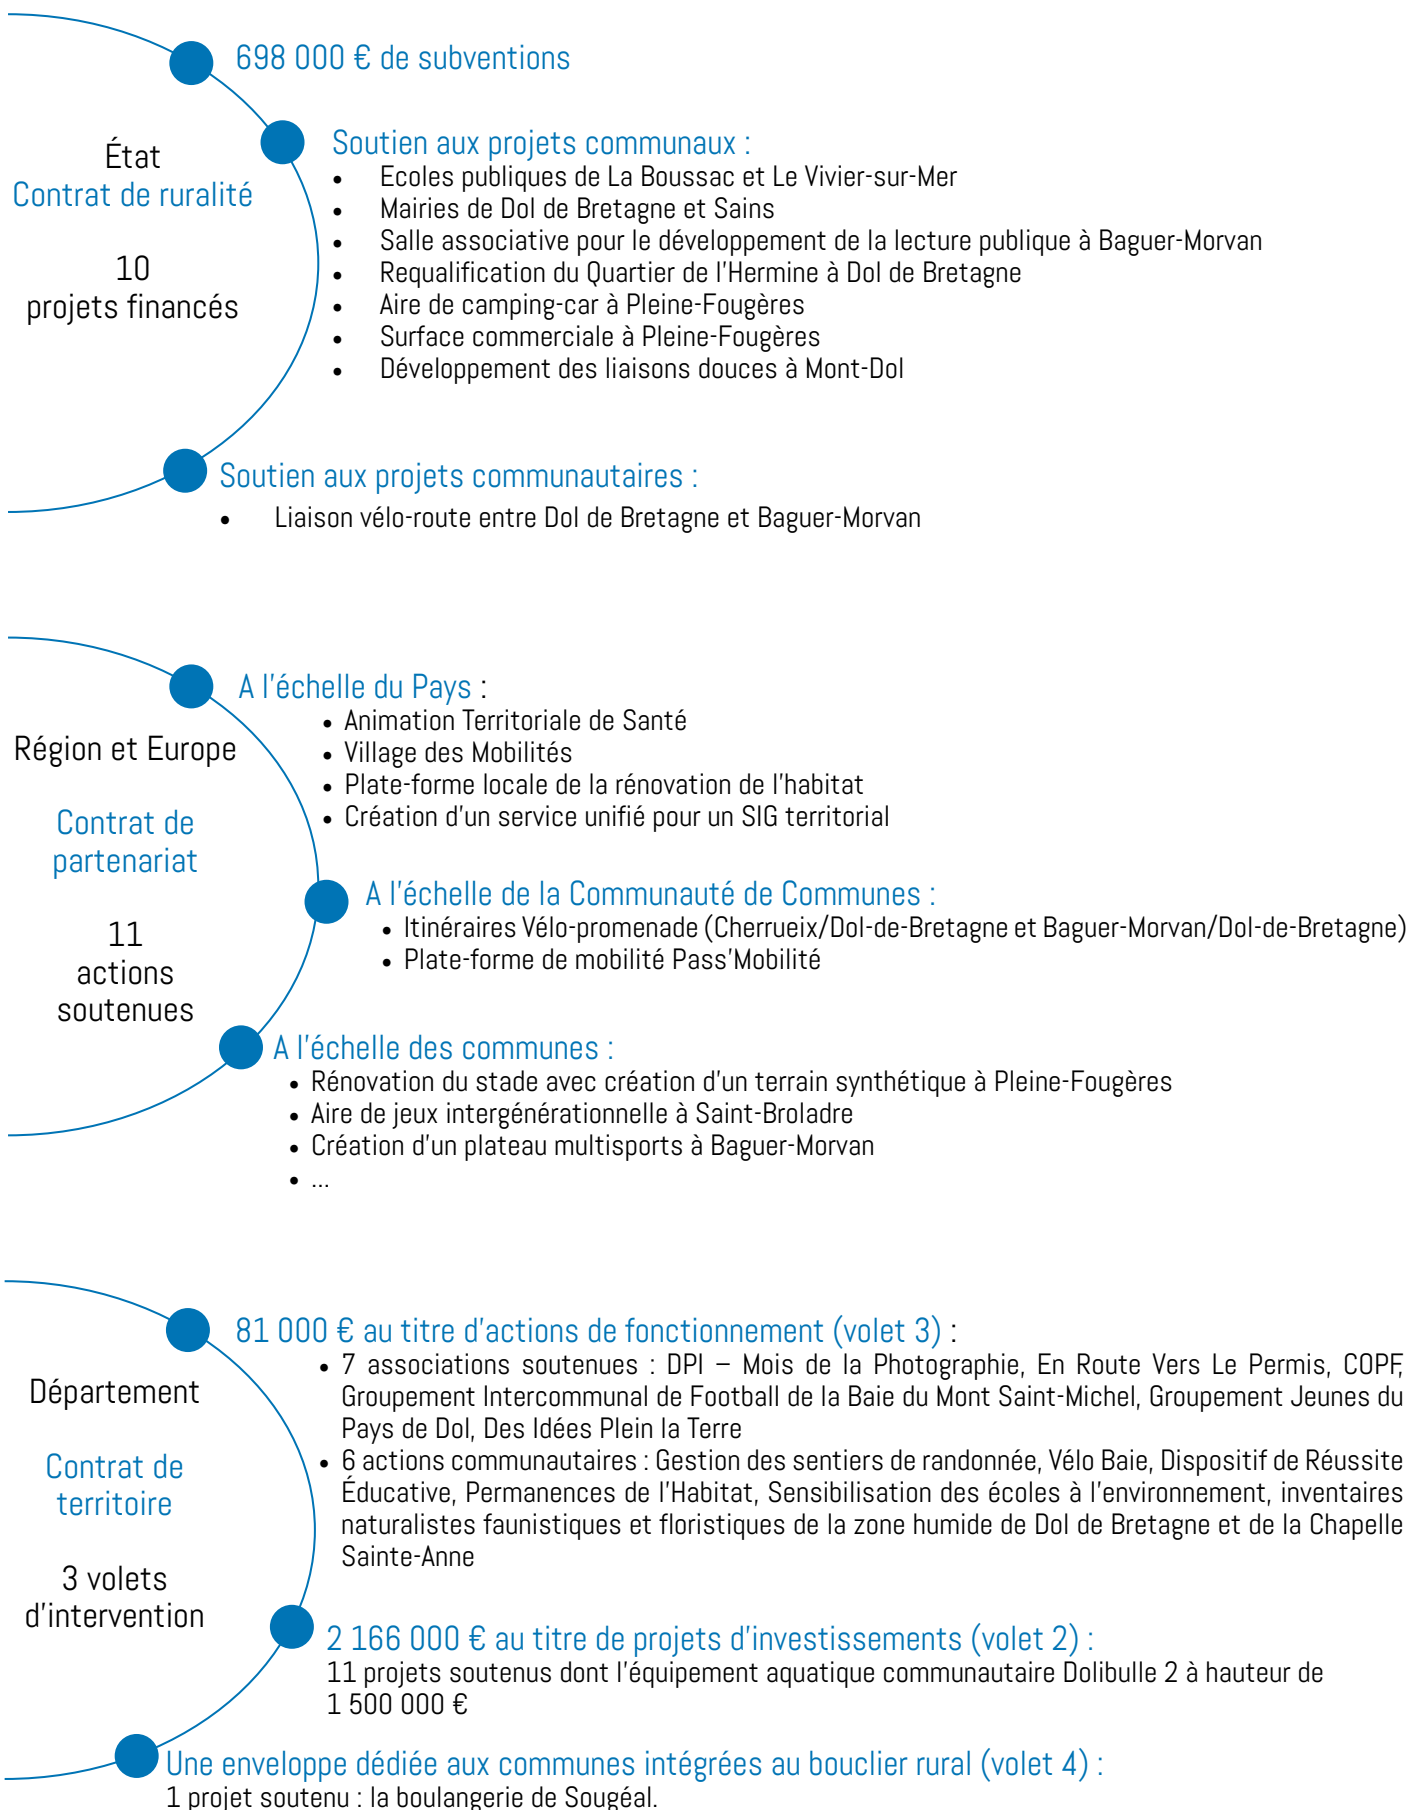 698 000 € de subventions
État
Contrat de ruralité
10
projets financés
Soutien aux projets communaux :
• Ecoles publiques de La Boussac et Le Vivier-sur-Mer
• Mairies de Dol de Bretagne et Sains
• Salle associative pour le développement de la lecture publique à Baguer-Morvan
• Requalification du Quartier de l'Hermine à Dol de Bretagne
• Aire de camping-car à Pleine-Fougères
• Surface commerciale à Pleine-Fougères
• Développement des liaisons douces à Mont-Dol
Soutien aux projets communautaires :
• Liaison vélo-route entre Dol de Bretagne et Baguer-Morvan
Région et Europe
Contrat de
partenariat
11
actions
soutenues
A l'échelle du Pays :
• Animation Territoriale de Santé
• Village des Mobilités
• Plate-forme locale de la rénovation de l'habitat
• Création d'un service unifié pour un SIG territorial
A l'échelle de la Communauté de Communes :
• Itinéraires Vélo-promenade (Cherrueix/Dol-de-Bretagne et Baguer-Morvan/Dol-de-Bretagne)
• Plate-forme de mobilité Pass'Mobilité
A l'échelle des communes :
• Rénovation du stade avec création d'un terrain synthétique à Pleine-Fougères
• Aire de jeux intergénérationnelle à Saint-Broladre
• Création d'un plateau multisports à Baguer-Morvan
• ...
Département
Contrat de
territoire
3 volets
d'intervention
81 000 € au titre d'actions de fonctionnement (volet 3) :
• 7 associations soutenues : DPI – Mois de la Photographie, En Route Vers Le Permis, COPF,
Groupement Intercommunal de Football de la Baie du Mont Saint-Michel, Groupement Jeunes du
Pays de Dol, Des Idées Plein la Terre
• 6 actions communautaires : Gestion des sentiers de randonnée, Vélo Baie, Dispositif de Réussite
Éducative, Permanences de l'Habitat, Sensibilisation des écoles à l'environnement, inventaires
naturalistes faunistiques et floristiques de la zone humide de Dol de Bretagne et de la Chapelle
Sainte-Anne
2 166 000 € au titre de projets d'investissements (volet 2) :
11 projets soutenus dont l'équipement aquatique communautaire Dolibulle 2 à hauteur de
1 500 000 €
Une enveloppe dédiée aux communes intégrées au bouclier rural (volet 4) :
1 projet soutenu : la boulangerie de Sougéal.